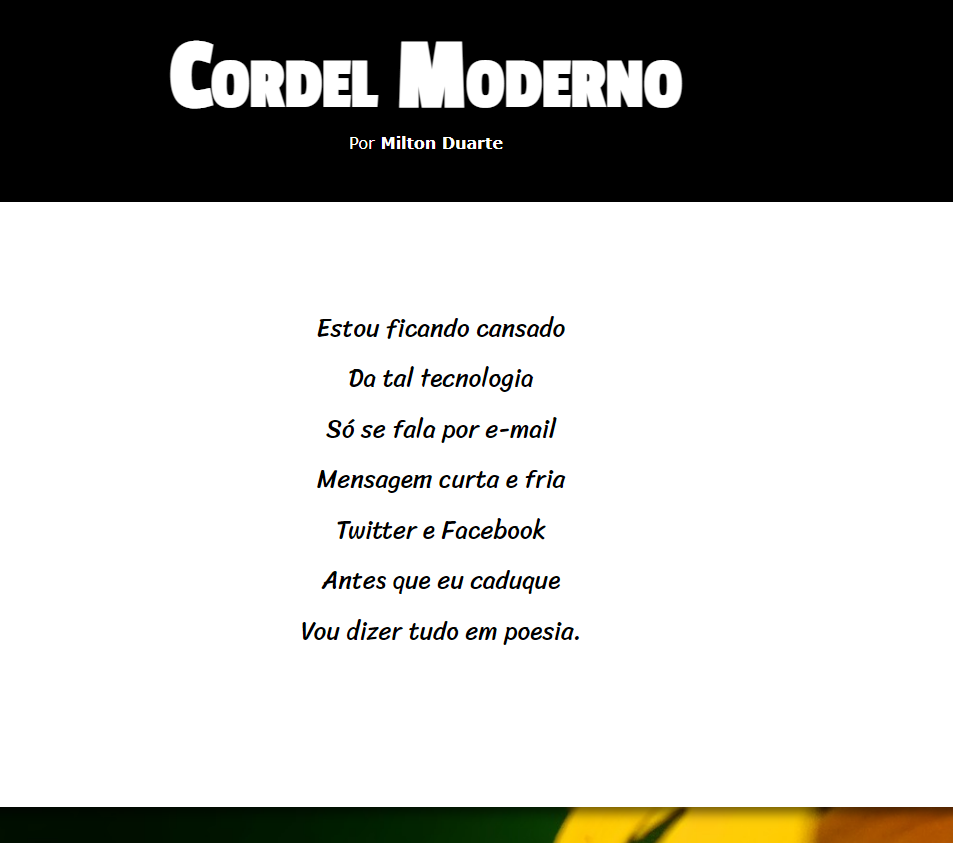 Cordel Moderno
Por Milton Duarte
Estou ficando cansado
Da tal tecnologia
Só se fala por e-mail
Mensagem curta e fria
Twitter e Facebook
Antes que eu caduque
Vou dizer tudo em poesia.